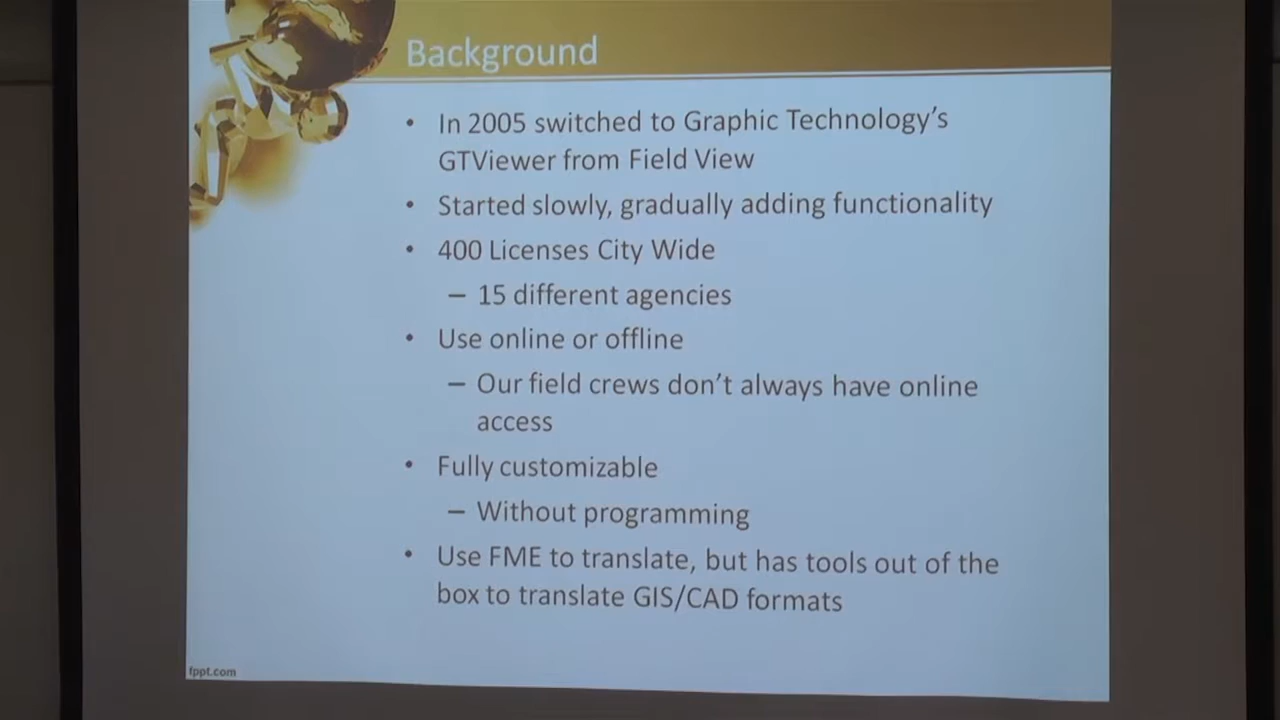 Background
• In 2005 switched to Graphic Technology's
GTViewer from Field View
• Started slowly, gradually adding functionality
• 400 Licenses City Wide
– 15 different agencies
• Use online or offline
– Our field crews don't always have online
access
• Fully customizable
– Without programming
• Use FME to translate, but has tools out of the
box to translate GIS/CAD formats
fppt.com